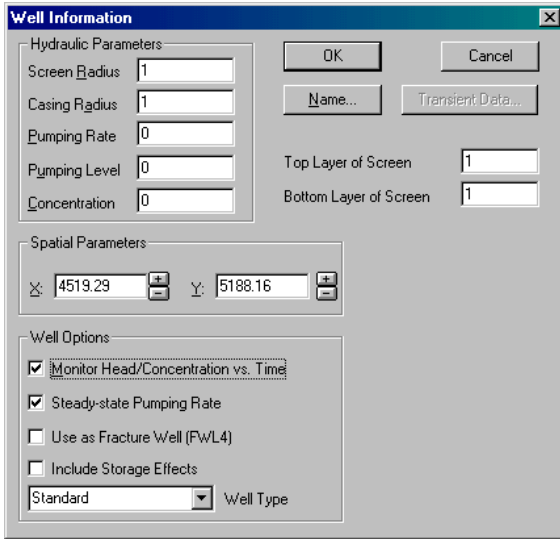 Well Information
Hydraulic Parameters
Screen Radius 1
Casing Radius 1
Pumping Rate 0
Pumping Level 0
Concentration 0
OK Cancel
Name... Transient Data...
Top Layer of Screen 1
Bottom Layer of Screen 1
Spatial Parameters
X: 4519.29 + - Y: 5188.16 + -
Well Options
Monitor Head/Concentration vs. Time
Steady-state Pumping Rate
Use as Fracture Well (FWL4)
Include Storage Effects
Standard Well Type